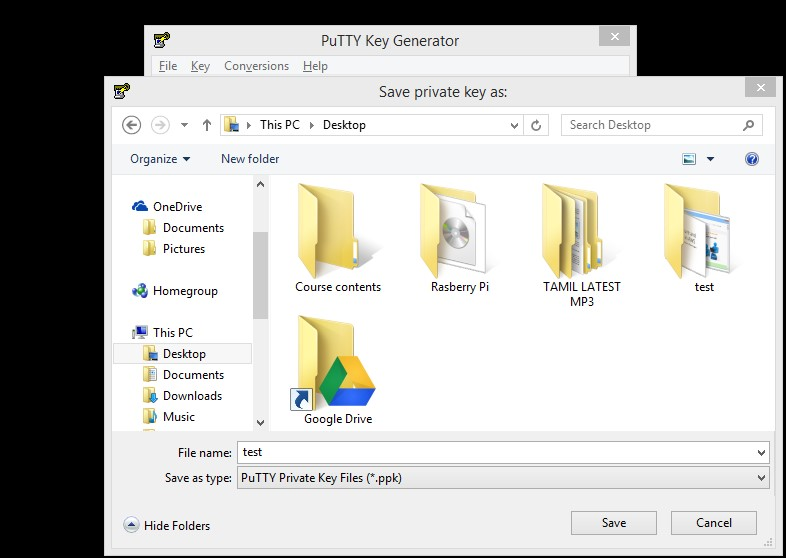 PuTTY Key Generator
File Key Conversions Help
Save private key as:
This PC Desktop
Search Desktop
Organize New folder
OneDrive
Documents
Pictures
Homegroup
This PC
Desktop
Documents
Downloads
Music
Course contents
Rasberry Pi
TAMIL LATEST
MP3
test
Google Drive
File name: test
Save as type: PuTTY Private Key Files (*.ppk)
Hide Folders
Save
Cancel